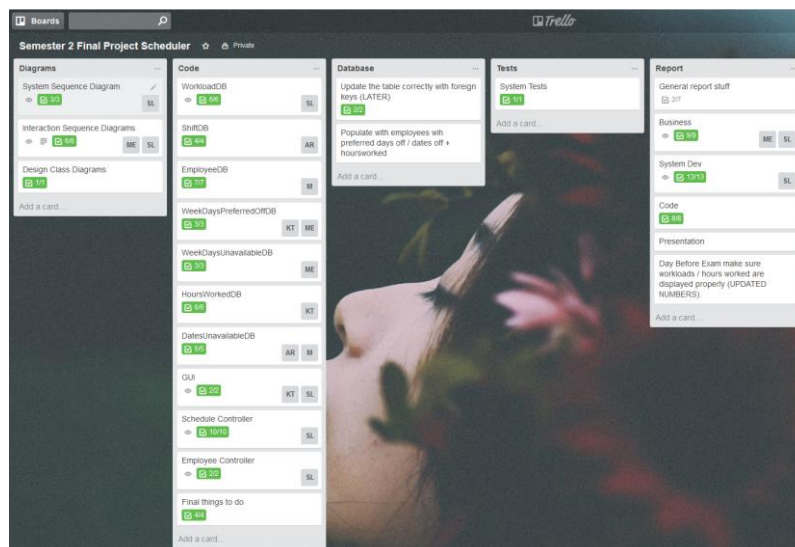 Boards
Trello
Semester 2 Final Project Scheduler
Private
Diagrams
System Sequence Diagram
3/3
SL
Interaction Sequence Diagrams
6/6
ME SL
Design Class Diagrams
1/1
Add a card...
Code
WorkloadDB
6/6
SL
ShiftDB
4/4
AR
EmployeeDB
7/7
M
WeekDaysPreferredOffDB
3/3
KT ME
WeekDaysUnavailableDB
3/3
ME
HoursWorkedDB
6/6
KT
DatesUnavailableDB
5/5
AR M
GUI
2/2
KT SL
Schedule Controller
10/10
SL
Employee Controller
2/2
SL
Final things to do
4/4
Add a card...
Database
Update the table correctly with foreign
keys (LATER)
2/2
Populate with employees wih
preferred days off / dates off +
hoursworked
Add a card...
Tests
System Tests
1/1
Add a card...
Report
General report stuff
2/7
Business
9/9
ME SL
System Dev
13/13
SL
Code
8/8
Presentation
Day Before Exam make sure
workloads / hours worked are
displayed properly (UPDATED
NUMBERS).
Add a card...